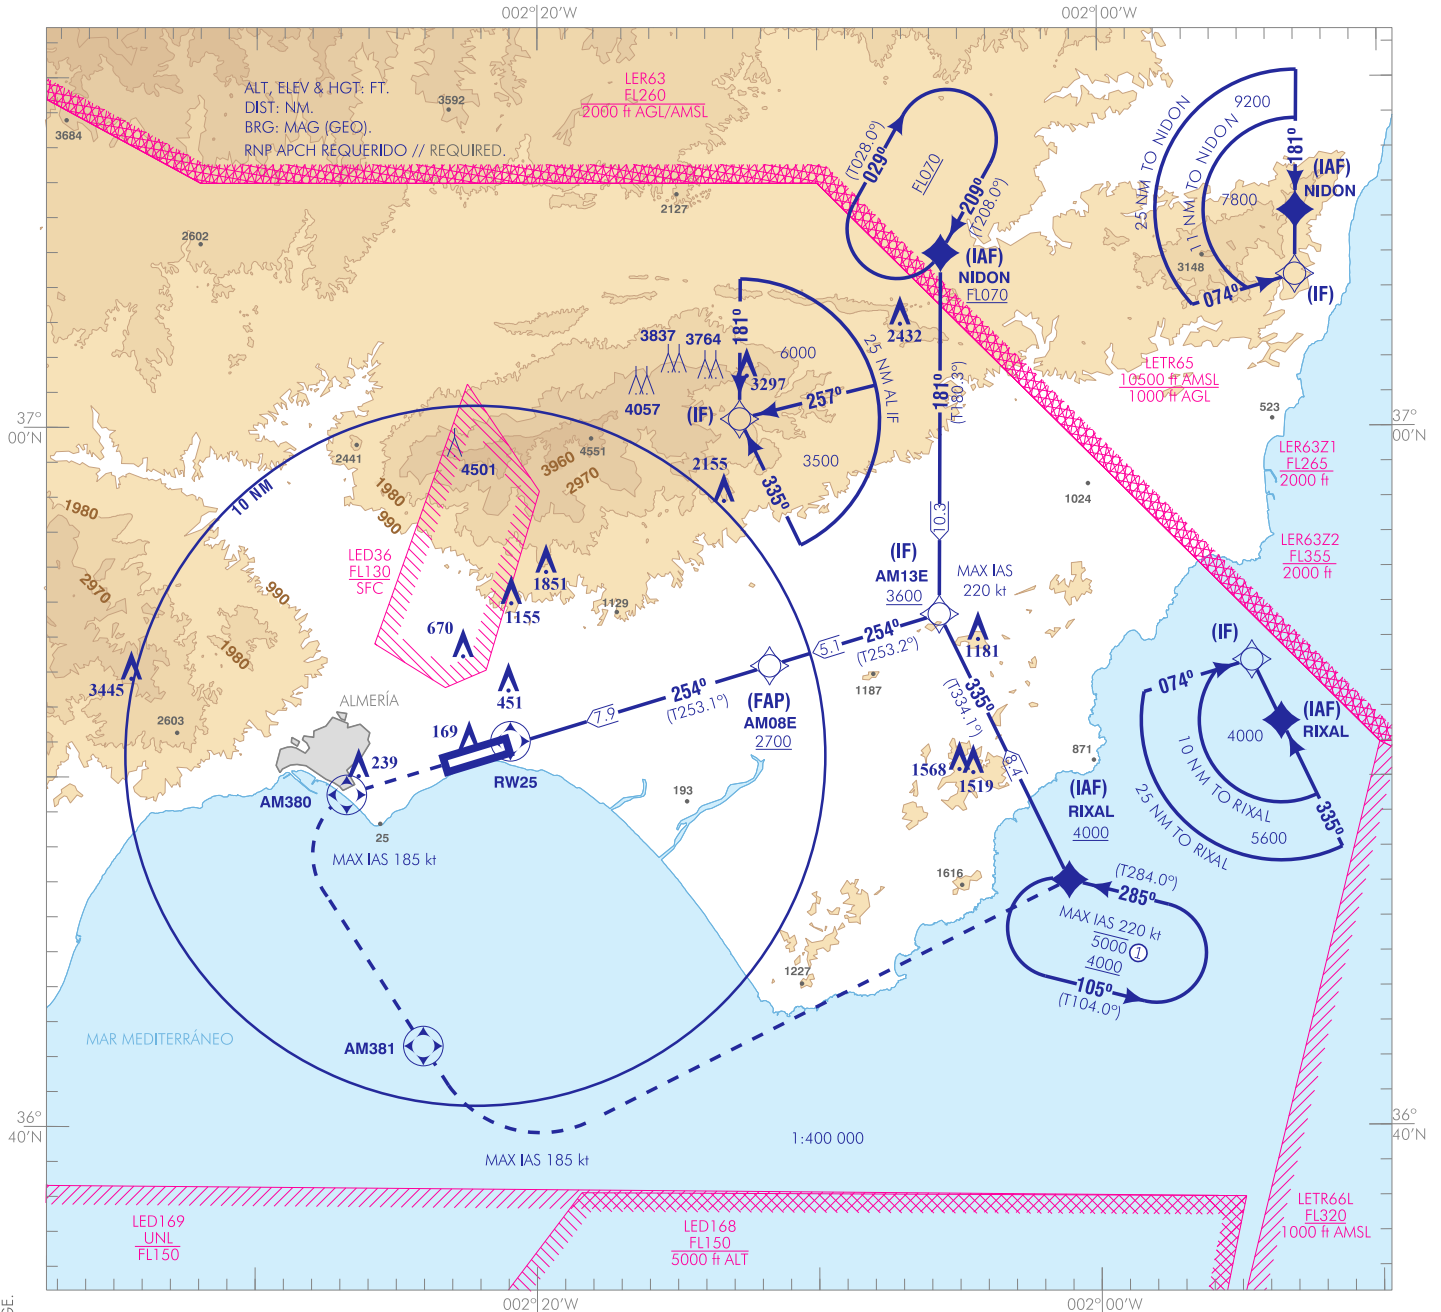 002° 20'W
002° 00'W
ALT, ELEV & HGT: FT.
DIST: NM.
BRG: MAG (GEO).
RNP APCH REQUERIDO // REQUIRED.
3592
3684
LER63
FL260
2000 ft AGL/AMSL
2127
2602
(T028.0°)
029°
FL070
209°
(T208.0°)
(IAF)
NIDON
FL070
25 NM TO NIDON
11 NM TO NIDON
9200
7800
181°
(IAF)
NIDON
3148
074°
(IF)
2432
3837
3764
4057
3297
181°
6000
257°
25 NM AL IF
(IF)
3500
335°
181°
(T180.3°)
10.3
LETR65
10500 ft AMSL
1000 ft AGL
523
37°
00'N
37°
00'N
LER63Z1
FL265
2000 ft
1024
LER63Z2
FL355
2000 ft
2441
4501
4551
3960
2970
1980
990
2155
10 NM
1980
2970
990
1980
LED36
FL130
SFC
1851
1155
1129
670
451
3445
2603
ALMERÍA
169
239
(IF)
AM13E
3600
MAX IAS
220 kt
1181
254°
5.1
(T253.2°)
1187
(FAP)
AM08E
2700
254°
7.9
(T253.1°)
RW25
AM380
25
MAX IAS 185 kt
193
335°
(T334.1°)
8.4
1568
1519
871
(IAF)
RIXAL
4000
(IF)
074°
(IAF)
RIXAL
4000
10 NM TO RIXAL
25 NM TO RIXAL
5600
335°
1616
(T284.0°)
285°
MAX IAS 220 kt
5000 1
4000
105°
(T104.0°)
1227
MAR MEDITERRÁNEO
AM381
MAX IAS 185 kt
1:400 000
36°
40'N
36°
40'N
LED169
UNL
FL150
LED168
FL150
5000 ft ALT
LETR66L
FL320
1000 ft AMSL
002° 20'W
002° 00'W